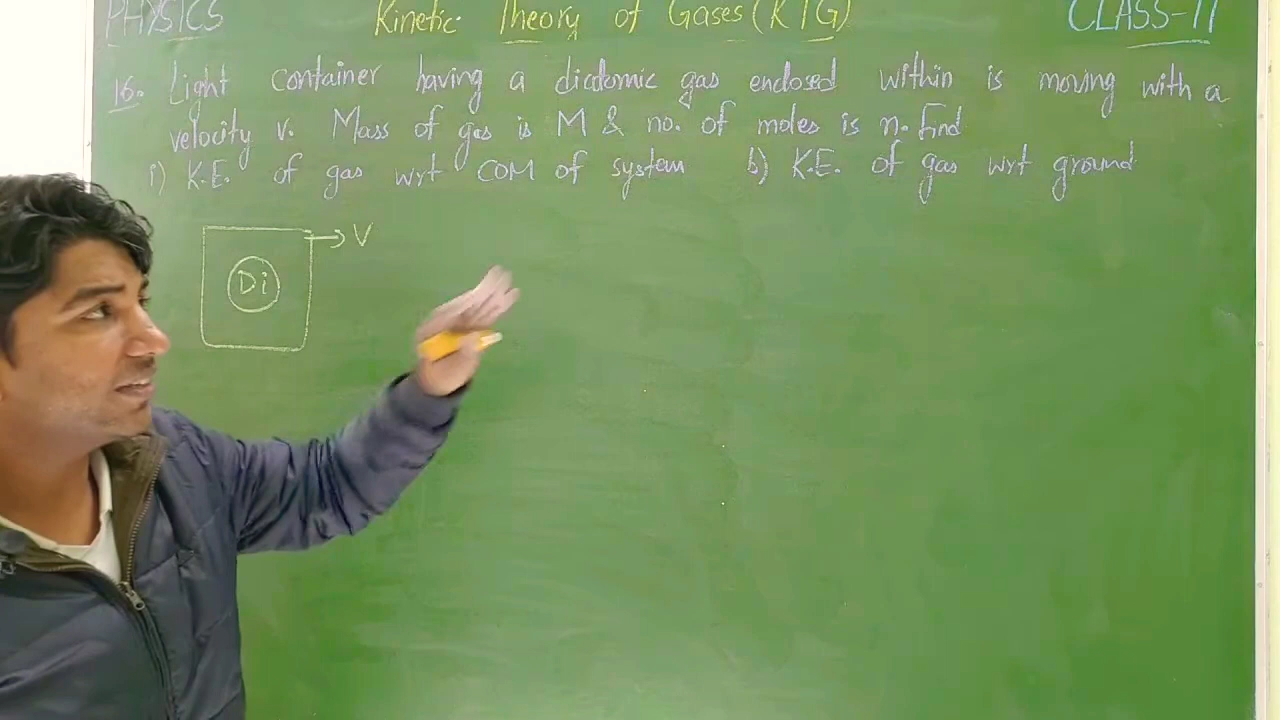 PHYSICS Kinetic Theory of Gases (KTG) CLASS-11
16. Light container having a diatomic gas enclosed within is moving with a
velocity v. Mass of gas is M & no. of moles is n. Find
i) K.E. of gas wrt COM of system b) K.E. of gas wrt ground
V
Di